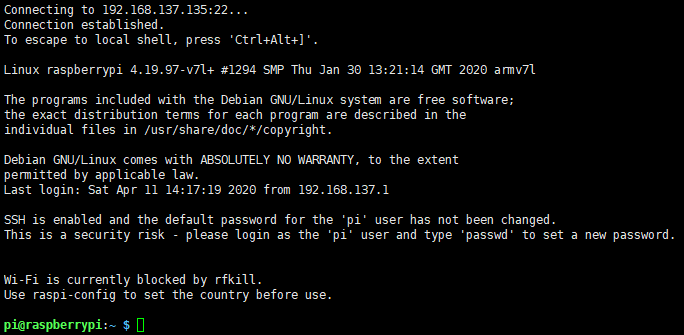 Connecting to 192.168.137.135:22...
Connection established.
To escape to local shell, press 'Ctrl+Alt+]'.
Linux raspberrypi 4.19.97-v7l+ #1294 SMP Thu Jan 30 13:21:14 GMT 2020 armv7l
The programs included with the Debian GNU/Linux system are free software;
the exact distribution terms for each program are described in the
individual files in /usr/share/doc/*/copyright.
Debian GNU/Linux comes with ABSOLUTELY NO WARRANTY, to the extent
permitted by applicable law.
Last login: Sat Apr 11 14:17:19 2020 from 192.168.137.1
SSH is enabled and the default password for the 'pi' user has not been changed.
This is a security risk - please login as the 'pi' user and type 'passwd' to set a new password.
Wi-Fi is currently blocked by rfkill.
Use raspi-config to set the country before use.
pi@raspberrypi:~ $